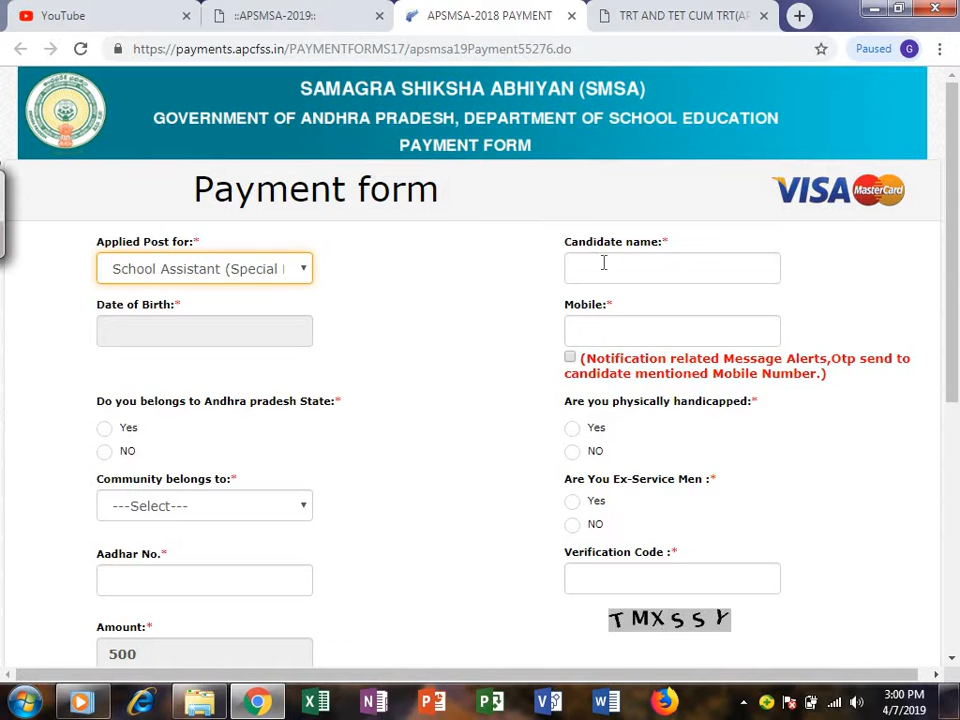 YouTube
::APSMSA-2019::
APSMSA-2018 PAYMENT
TRT AND TET CUM TRT(AP
https://payments.apcfss.in/PAYMENTFORMS17/apsmsa19Payment55276.do
Paused
G
SAMAGRA SHIKSHA ABHIYAN (SMSA)
GOVERNMENT OF ANDHRA PRADESH, DEPARTMENT OF SCHOOL EDUCATION
PAYMENT FORM
Payment form
VISA MasterCard
Applied Post for:*
Candidate name:*
School Assistant (Special
Date of Birth:*
Mobile:*
(Notification related Message Alerts,Otp send to
candidate mentioned Mobile Number.)
Do you belongs to Andhra pradesh State:*
Are you physically handicapped:*
Yes
Yes
NO
NO
Community belongs to:*
Are You Ex-Service Men :*
---Select---
Yes
NO
Aadhar No.*
Verification Code :*
TMXSSY
Amount:*
500
3:00 PM
4/7/2019